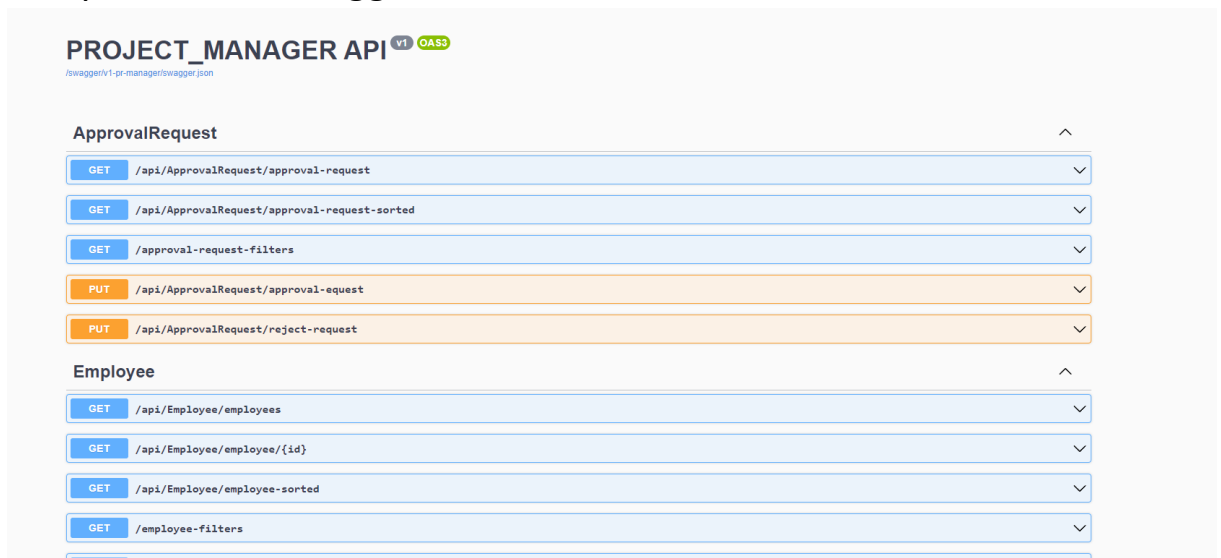 PROJECT_MANAGER API v1 OAS3
/swagger/v1-pr-manager/swagger.json
ApprovalRequest
GET /api/ApprovalRequest/approval-request
GET /api/ApprovalRequest/approval-request-sorted
GET /approval-request-filters
PUT /api/ApprovalRequest/approval-equest
PUT /api/ApprovalRequest/reject-request
Employee
GET /api/Employee/employees
GET /api/Employee/employee/{id}
GET /api/Employee/employee-sorted
GET /employee-filters